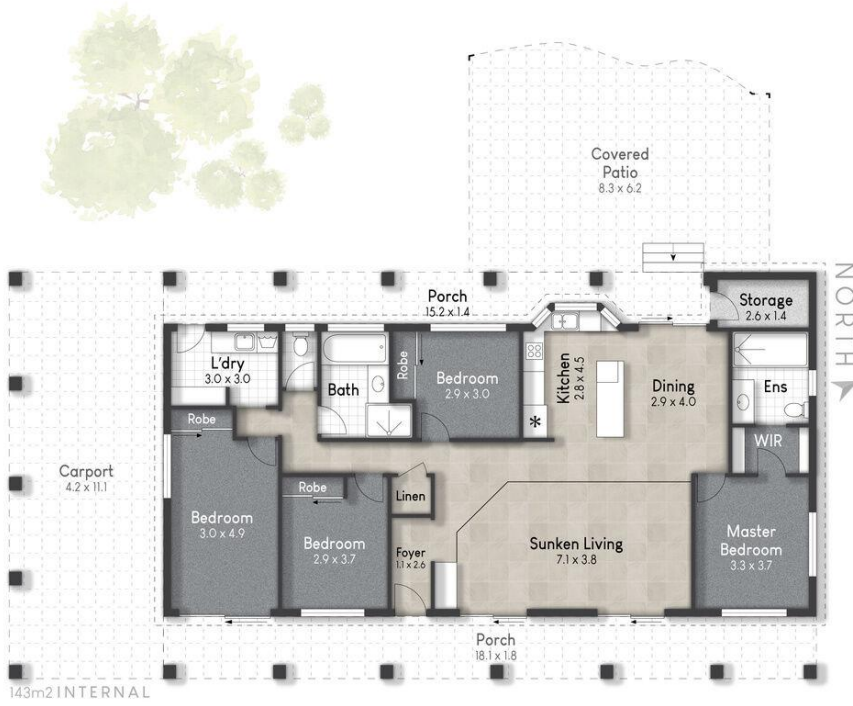 Covered
Patio
8.3 x 6.2
NORTH
Porch
15.2 x 1.4
Storage
2.6 x 1.4
L'dry
3.0 x 3.0
Bath
Robe
Bedroom
2.9 x 3.0
Kitchen
2.8 x 4.5
Dining
2.9 x 4.0
Ens
Robe
WIR
Carport
4.2 x 11.1
Bedroom
3.0 x 4.9
Robe
Bedroom
2.9 x 3.7
Linen
Foyer
1.1 x 2.6
Sunken Living
7.1 x 3.8
Master
Bedroom
3.3 x 3.7
Porch
18.1 x 1.8
143m2 INTERNAL